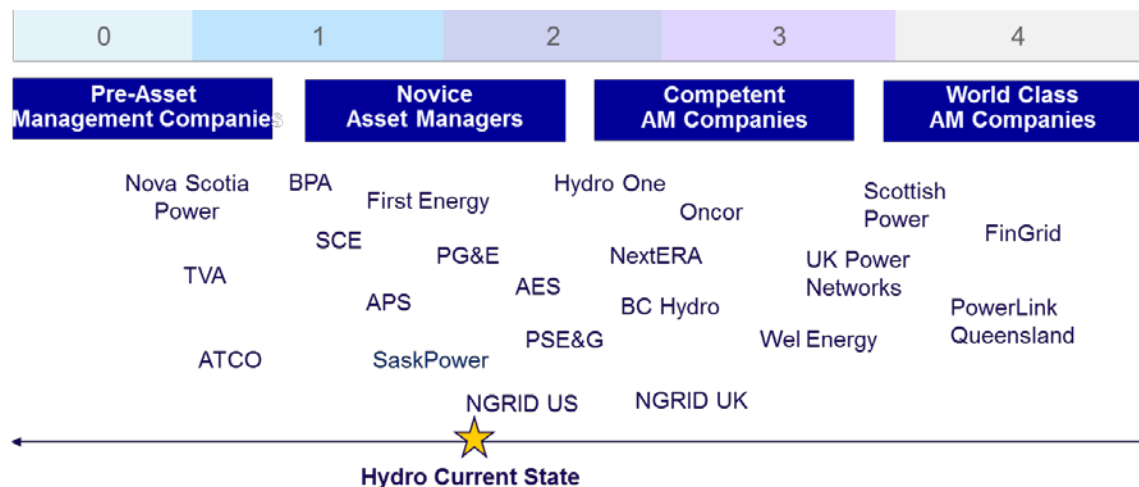 0 1 2 3 4
Pre-Asset
Management Companies
Novice
Asset Managers
Competent
AM Companies
World Class
AM Companies
Nova Scotia
Power
BPA
First Energy
Hydro One
Oncor
Scottish
Power
FinGrid
SCE
PG&E
NextERA
UK Power
Networks
TVA
APS
AES
BC Hydro
PowerLink
Queensland
PSE&G
Wel Energy
ATCO
SaskPower
NGRID US
NGRID UK
Hydro Current State